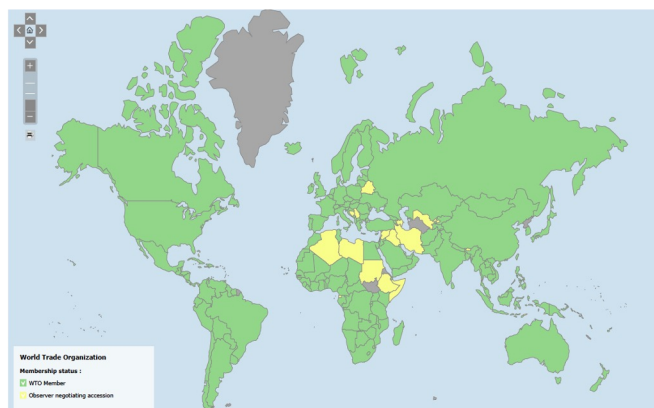 World Trade Organization
Membership status :
WTO Member
Observer negotiating accession